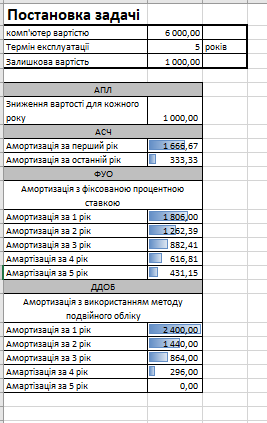 Постановка задачі
комп'ютер вартістю 6 000,00
Термін експлуатації 5 років
Залишкова вартість 1 000,00
АПЛ
Зниження вартості для кожного
року 1 000,00
АСЧ
Амортизація за перший рік 1 666,67
Амортизація за останній рік 333,33
ФУО
Амортизація з фіксованою процентною
ставкою
Амортизація за 1 рік 1 806,00
Амортизація за 2 рік 1 262,39
Амортизація за 3 рік 882,41
Амартізація за 4 рік 616,81
Амартізація за 5 рік 431,15
ДДОБ
Амортизація з використанням методу
подвійного обліку
Амортизація за 1 рік 2 400,00
Амортизація за 2 рік 1 440,00
Амортизація за 3 рік 864,00
Амартізація за 4 рік 296,00
Амартізація за 5 рік 0,00